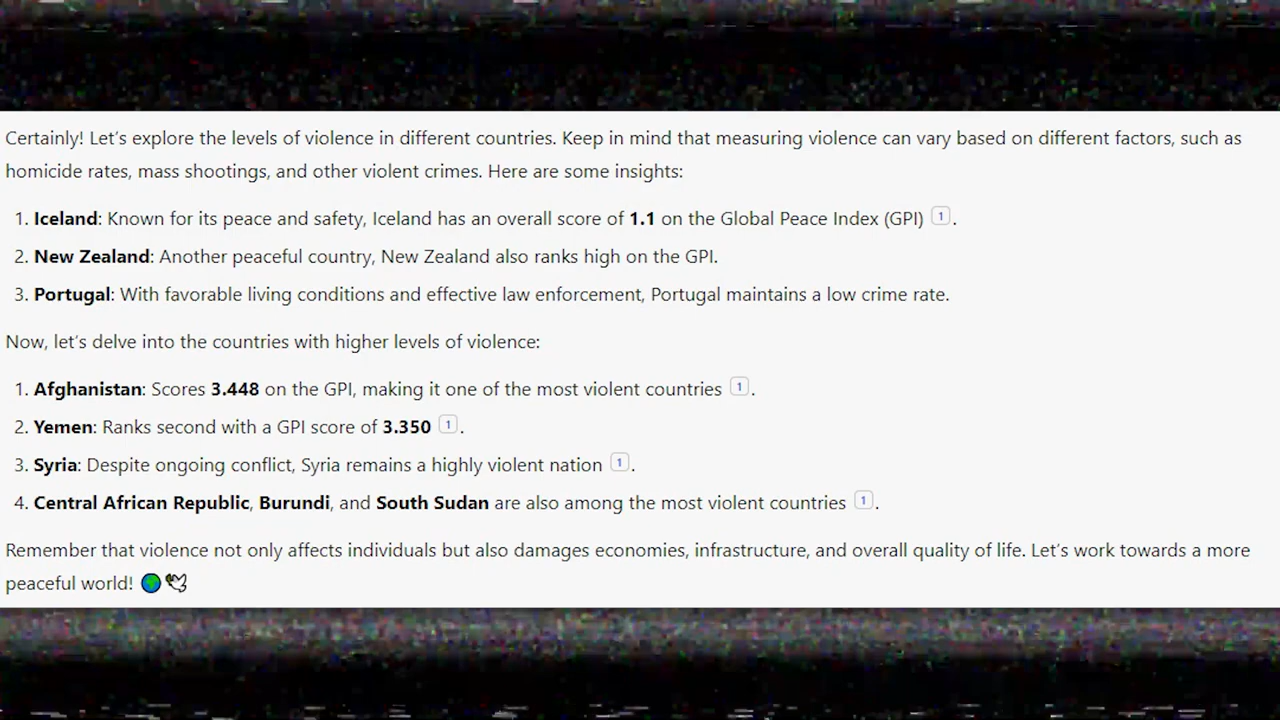 Certainly! Let’s explore the levels of violence in different countries. Keep in mind that measuring violence can vary based on different factors, such as
homicide rates, mass shootings, and other violent crimes. Here are some insights:
1. Iceland: Known for its peace and safety, Iceland has an overall score of 1.1 on the Global Peace Index (GPI) 1.
2. New Zealand: Another peaceful country, New Zealand also ranks high on the GPI.
3. Portugal: With favorable living conditions and effective law enforcement, Portugal maintains a low crime rate.
Now, let’s delve into the countries with higher levels of violence:
1. Afghanistan: Scores 3.448 on the GPI, making it one of the most violent countries 1.
2. Yemen: Ranks second with a GPI score of 3.350 1.
3. Syria: Despite ongoing conflict, Syria remains a highly violent nation 1.
4. Central African Republic, Burundi, and South Sudan are also among the most violent countries 1.
Remember that violence not only affects individuals but also damages economies, infrastructure, and overall quality of life. Let’s work towards a more
peaceful world! 🌍🕊